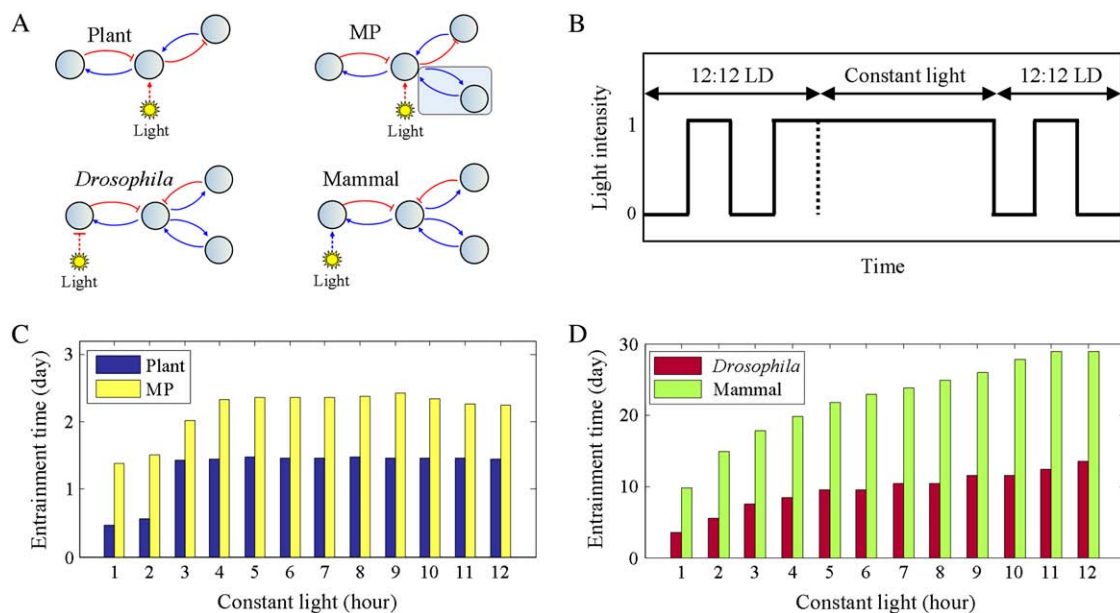 A
Plant
Light
MP
Light
Drosophila
Light
Mammal
Light
B
12:12 LD
Constant light
12:12 LD
Light intensity
1
0
Time
C
Entrainment time (day)
3
2
1
0
Plant
MP
1 2 3 4 5 6 7 8 9 10 11 12
Constant light (hour)
D
Entrainment time (day)
30
20
10
0
Drosophila
Mammal
1 2 3 4 5 6 7 8 9 10 11 12
Constant light (hour)